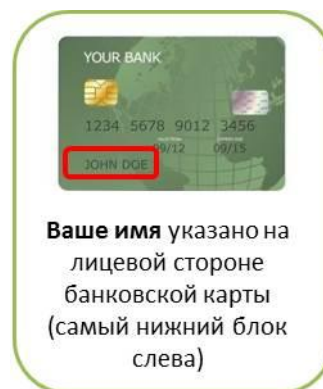 YOUR BANK
1234 5678 9012 3456
09/12 09/15
JOHN DOE
Ваше имя указано на
лицевой стороне
банковской карты
(самый нижний блок
слева)